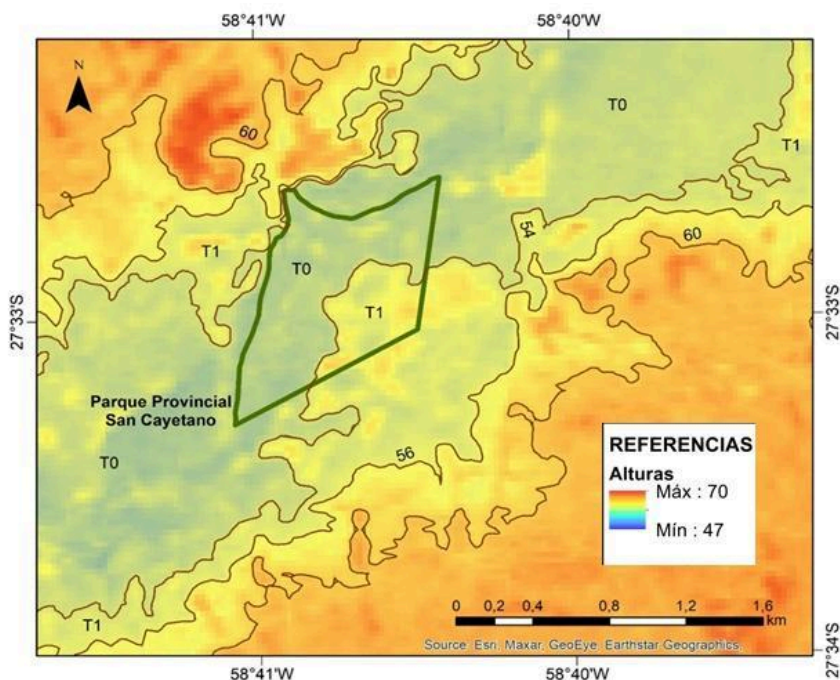 58°41'W
58°40'W
N
60
T0
T1
54
60
T1
T0
T1
27°33'S
27°33'S
Parque Provincial
San Cayetano
T0
56
REFERENCIAS
Alturas
Máx : 70
Mín : 47
T1
0 0,2 0,4 0,8 1,2 1,6
km
Source: Esri, Maxar, GeoEye, Earthstar Geographics,
27°34'S
58°41'W
58°40'W